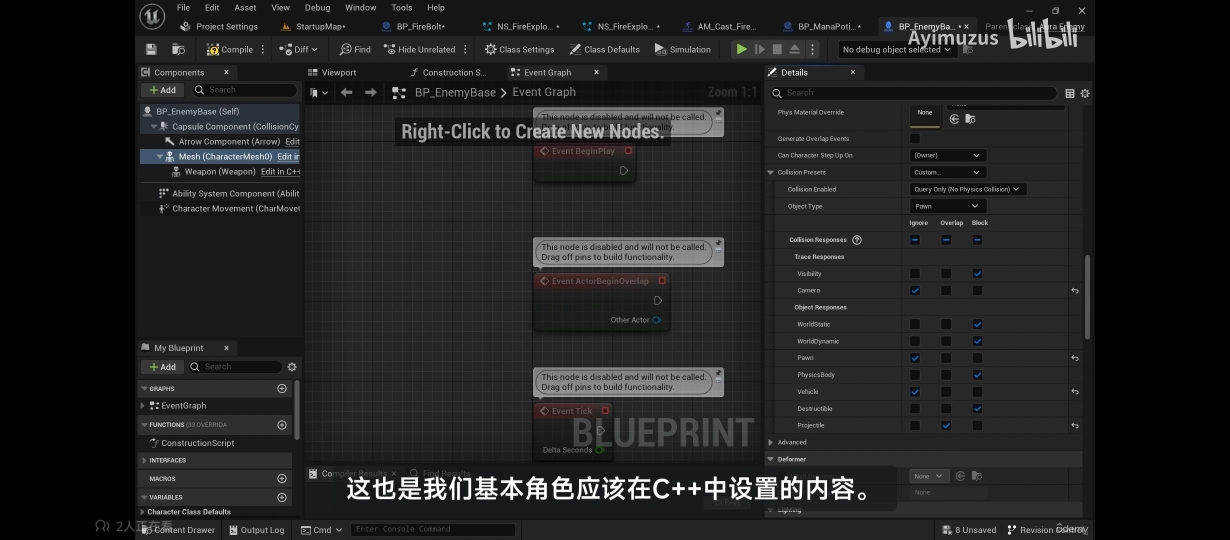 File Edit Asset View Debug Window Tools Help
Project Settings StartupMap• BP_FireBolt• NS_FireExplo... • NS_FireExplo... • AM_Cast_Fire... BP_ManaPoti... • BP_EnemyBa... •
Ayimuzus bilibili
Compile Diff Find Hide Unrelated Class Settings Class Defaults Simulation No debug object selected
Components
Add Search
BP_EnemyBase (Self)
Capsule Component (CollisionCy
Arrow Component (Arrow) Edit
Mesh (CharacterMesh0) Edit in
Weapon (Weapon) Edit in C++
Ability System Component (Abilit
Character Movement (CharMove
My Blueprint
Add Search
GRAPHS
EventGraph
FUNCTIONS (33 OVERRIDA
ConstructionScript
INTERFACES
MACROS
VARIABLES
Character Class Defaults
Viewport Construction S... Event Graph
BP_EnemyBase > Event Graph Zoom 1:1
Right-Click to Create New Nodes.
This node is disabled and will not be called.
Event BeginPlay
This node is disabled and will not be called.
Drag off pins to build functionality.
Event ActorBeginOverlap
Other Actor
This node is disabled and will not be called.
Drag off pins to build functionality.
Event Tick
Delta Seconds
BLUEPRINT
Compiler Results Find Results
Details
Search
Phys Material Override None
Generate Overlap Events
Can Character Step Up On (Owner)
Collision Presets Custom...
Collision Enabled Query Only (No Physics Collision)
Object Type Pawn
Ignore Overlap Block
Collision Responses
Trace Responses
Visibility
Camera
Object Responses
WorldStatic
WorldDynamic
Pawn
PhysicsBody
Vehicle
Destructible
Projectile
Advanced
Deformer
None
None
Lighting
这也是我们基本角色应该在C++中设置的内容。
2人正在看
Content Drawer Output Log Cmd Enter Console Command 8 Unsaved Revision Control
Udemy